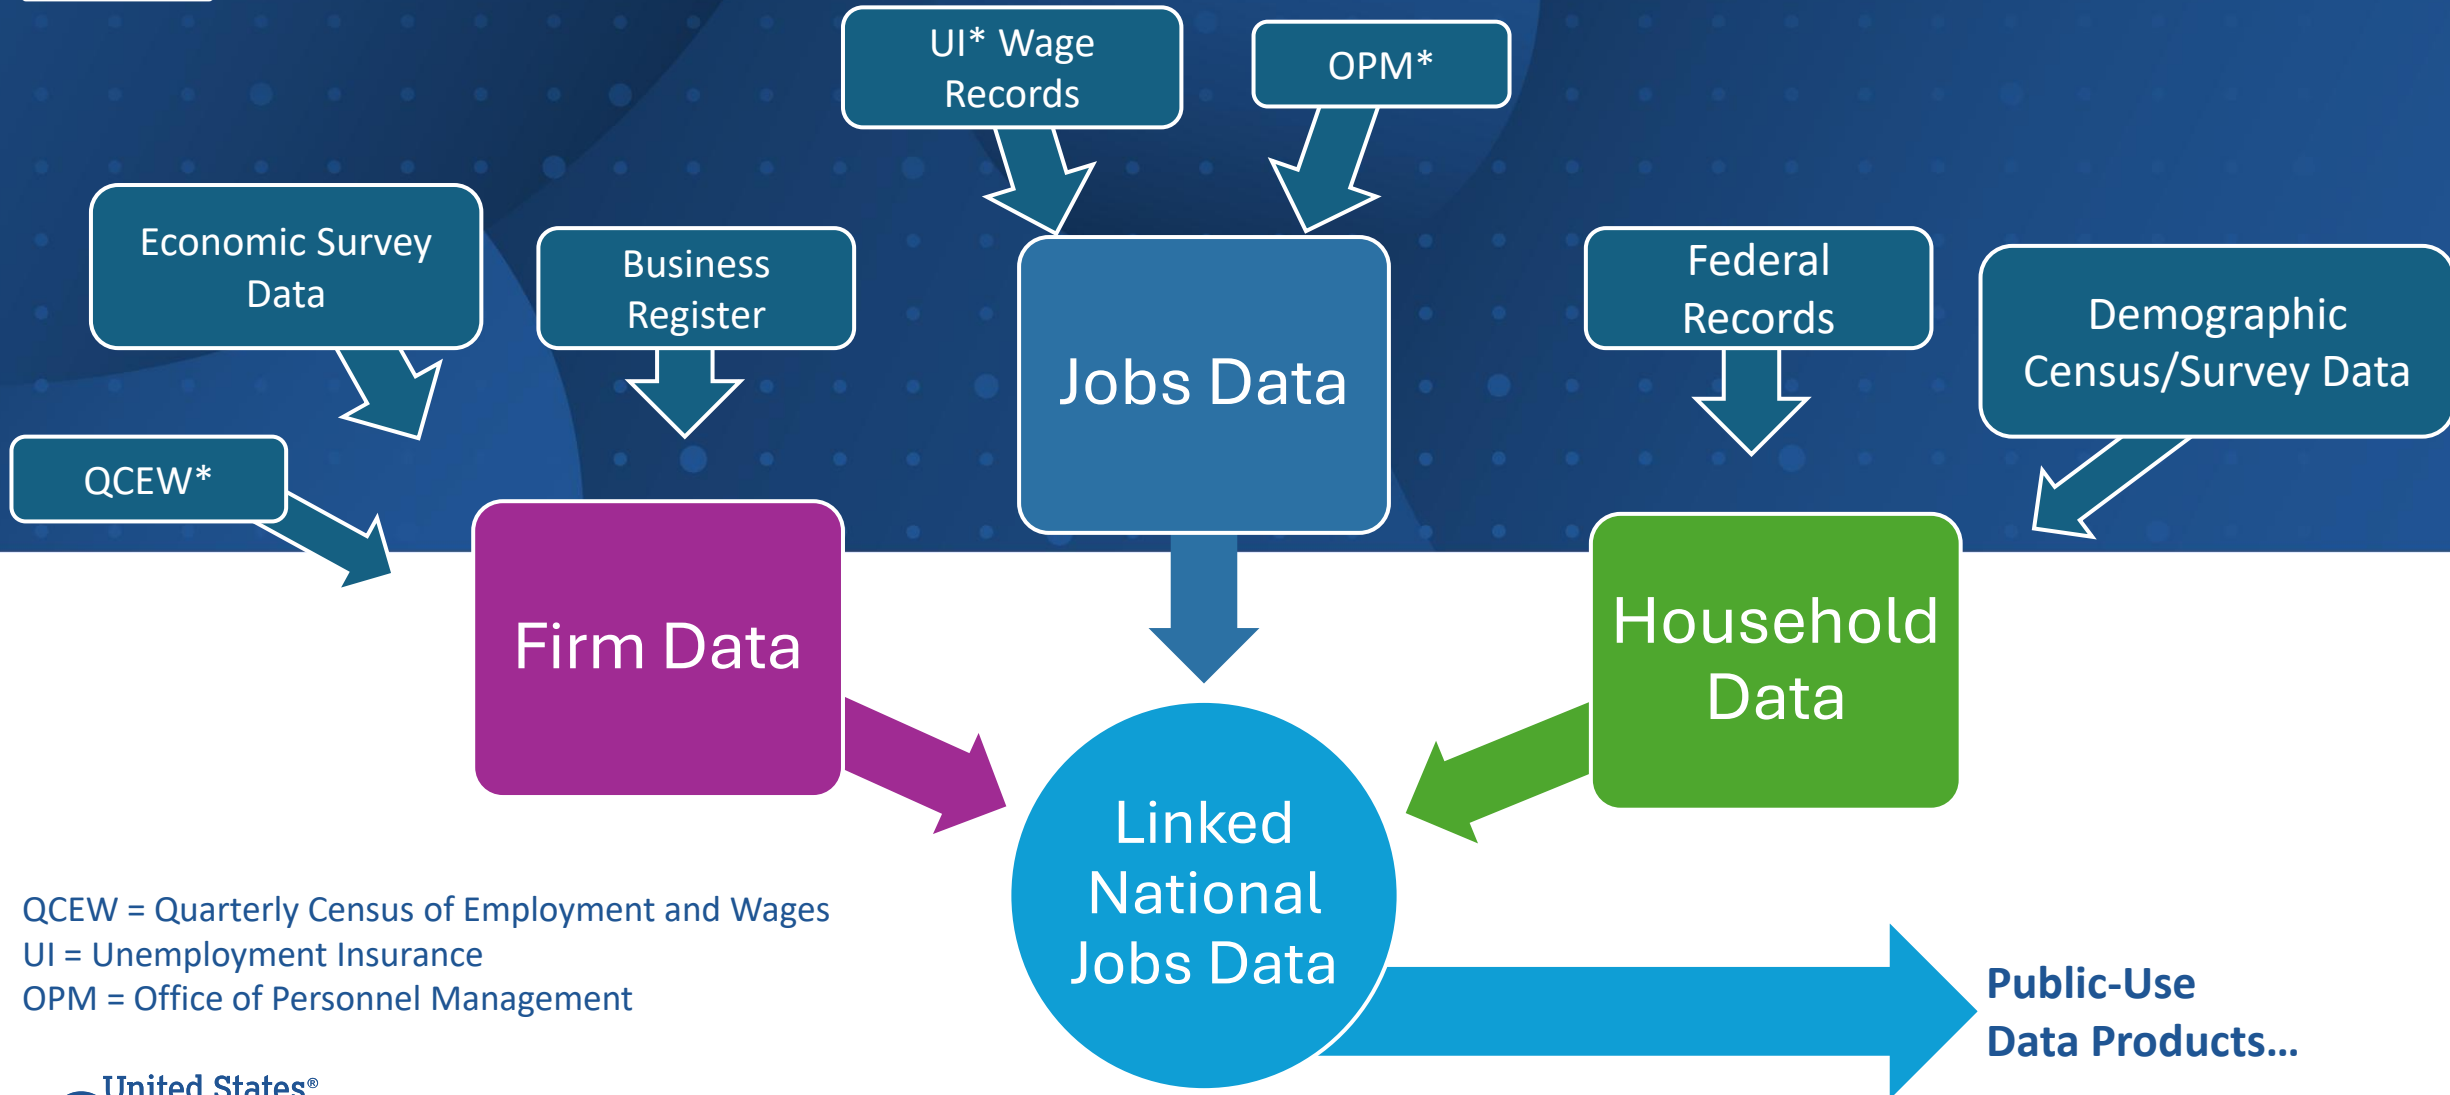 UI* Wage
Records
OPM*
Economic Survey
Data
Business
Register
Federal
Records
Demographic
Census/Survey Data
Jobs Data
QCEW*
Firm Data
Household
Data
Linked
National
Jobs Data
QCEW = Quarterly Census of Employment and Wages
UI = Unemployment Insurance
OPM = Office of Personnel Management
Public-Use
Data Products...
United States®